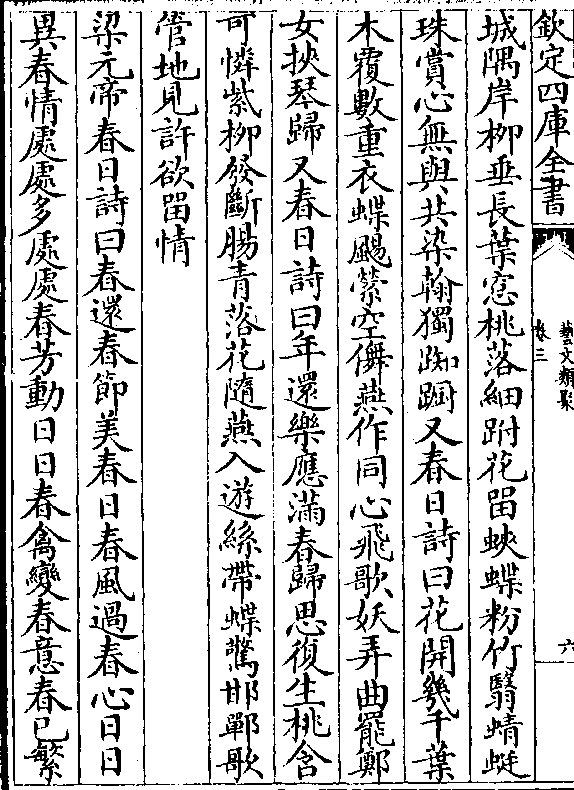 欽定四庫全書
藝文類聚
卷三
六
城隅岸柳垂長葉窓桃落細跗花留蛺蝶粉竹翳蜻蜓
珠賞心無與共染翰獨踟蹰又春日詩曰花開幾千葉
木覆數重衣蝶颺縈空儛燕作同心飛歌妖弄曲罷鄭
女挾琴歸又春日詩曰年還樂應滿春歸思復生桃含
可憐紫柳發斷腸青落花隨燕入遊絲帶蝶驚邯鄲歌
管地見許欲留情
梁元帝春日詩曰春還春節美春日春風過春心日日
異春情處處多處處春芳動日日春禽變春意春已繁